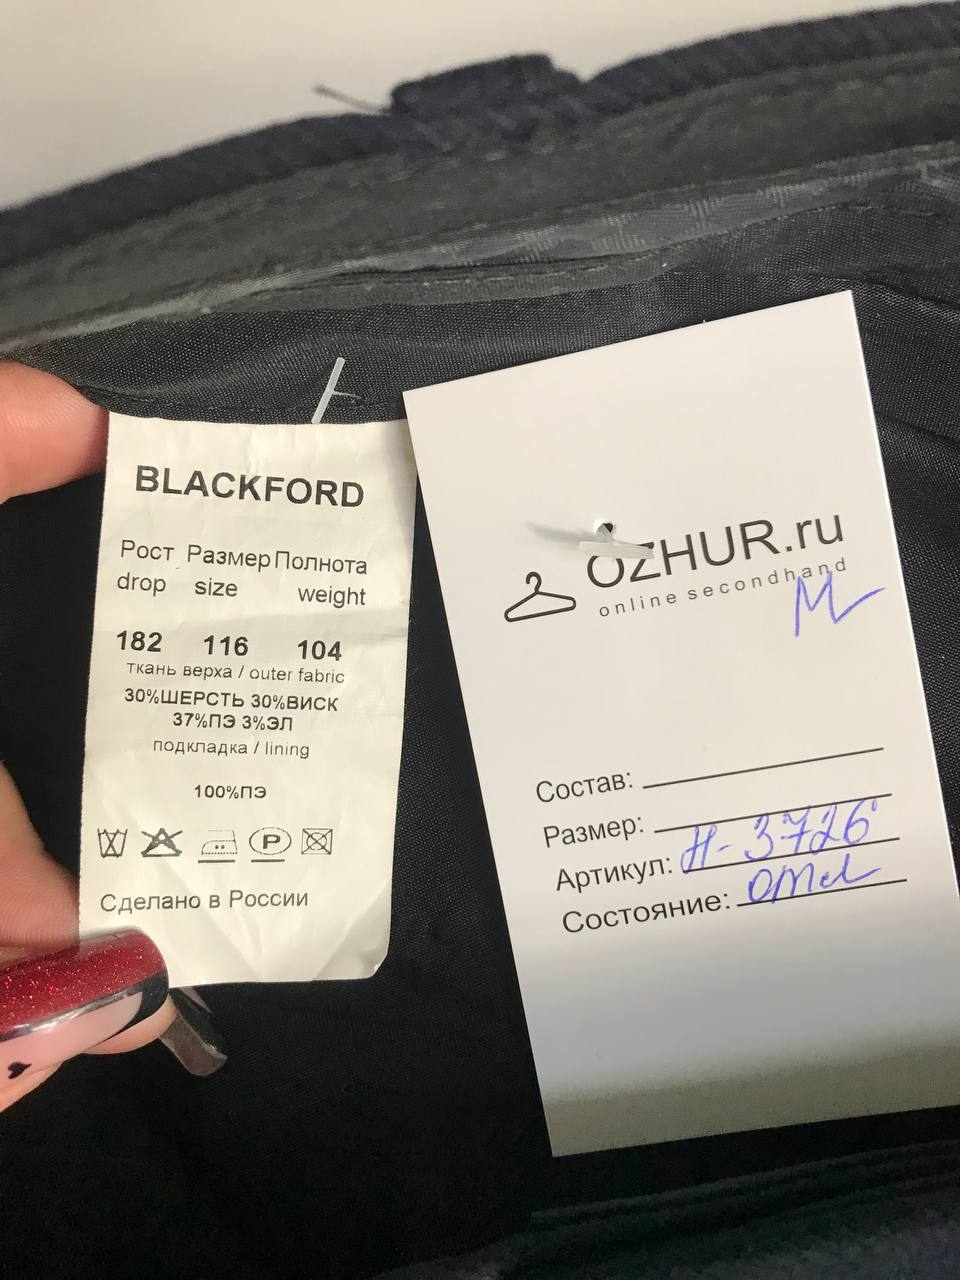 BLACKFORD
Рост Размер Полнота
drop size weight
182 116 104
ткань верха / outer fabric
30%ШЕРСТЬ 30%ВИСК
37%ПЭ 3%ЭЛ
подкладка / lining
100%ПЭ
P
Сделано в России
OZHUR.ru
online secondhand
M
Состав:
Размер:
Артикул: Н-3726
Состояние: отл